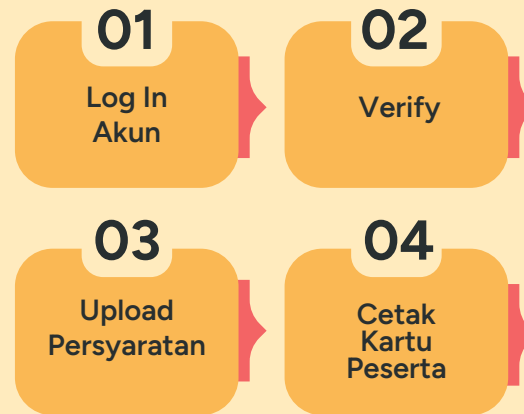 01
Log In
Akun
02
Verify
03
Upload
Persyaratan
04
Cetak
Kartu
Peserta